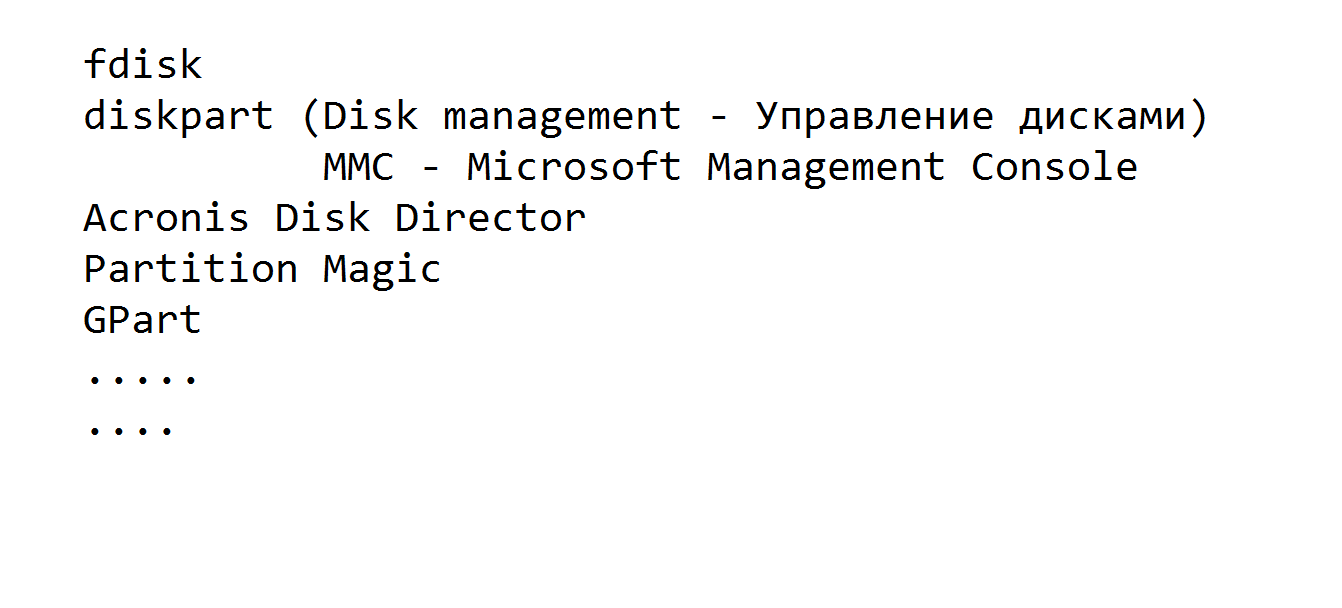 fdisk
diskpart (Disk management - Управление дисками)
MMC - Microsoft Management Console
Acronis Disk Director
Partition Magic
GPart
.....
....